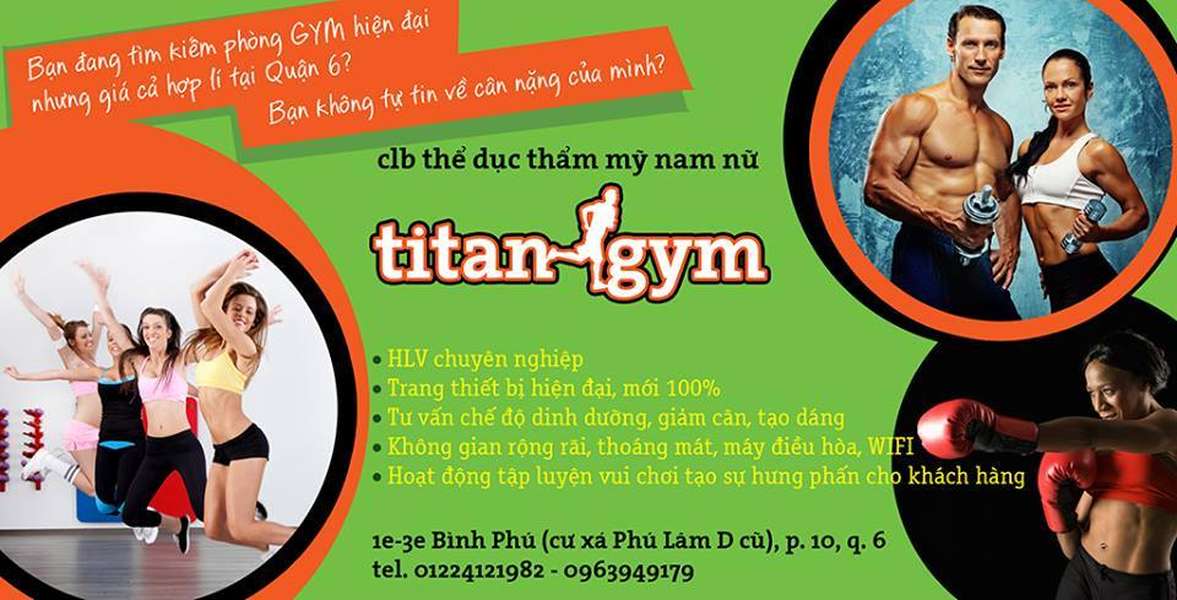 Bạn đang tìm kiếm phòng GYM hiện đại
nhưng giá cả hợp lí tại Quận 6?
Bạn không tự tin về cân nặng của mình?
clb thể dục thẩm mỹ nam nữ
titan gym
• HLV chuyên nghiệp
• Trang thiết bị hiện đại, mới 100%
• Tư vấn chế độ dinh dưỡng, giảm cân, tạo dáng
• Không gian rộng rãi, thoáng mát, máy điều hòa, WIFI
• Hoạt động tập luyện vui chơi tạo sự hưng phấn cho khách hàng
1e-3e Bình Phú (cư xá Phú Lâm D cũ), p. 10, q. 6
tel. 01224121982 - 0963949179